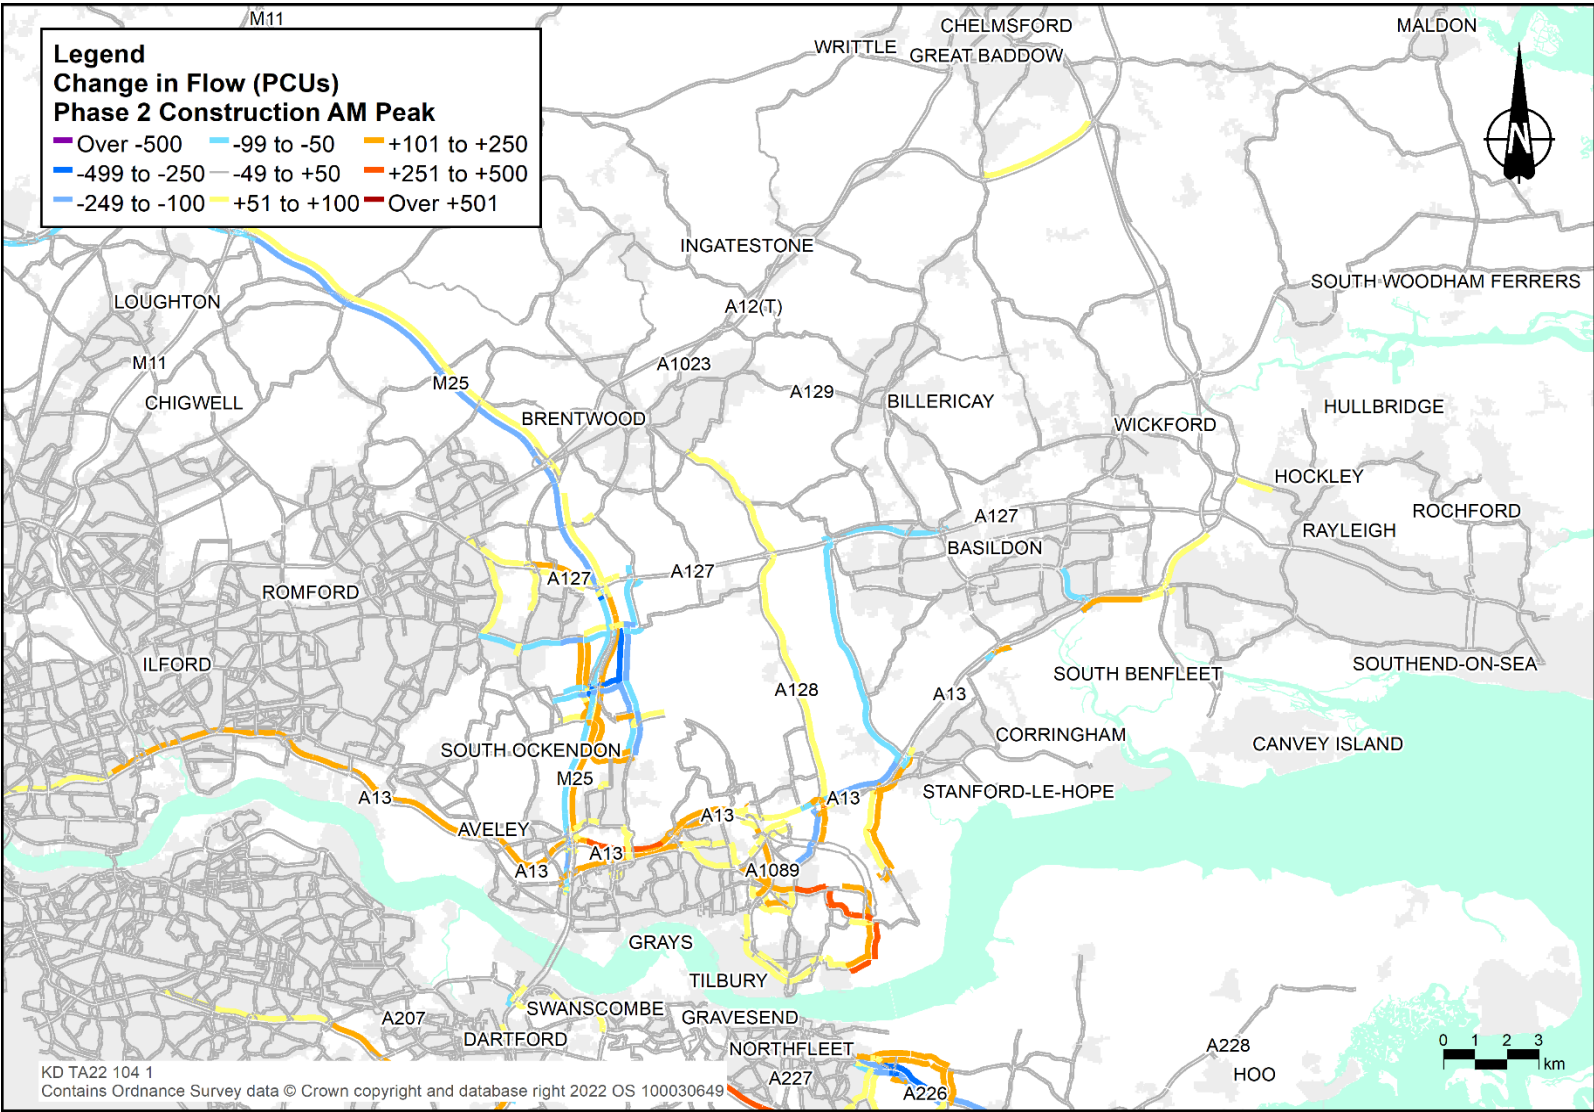 M11
CHELMSFORD
MALDON
WRITTLE
GREAT BADDOW
Legend
Change in Flow (PCUs)
Phase 2 Construction AM Peak
Over -500 -99 to -50 +101 to +250
-499 to -250 -49 to +50 +251 to +500
-249 to -100 +51 to +100 Over +501
N
INGATESTONE
SOUTH WOODHAM FERRERS
LOUGHTON
A12(T)
M11
A1023
M25
A129
CHIGWELL
BILLERICAY
HULLBRIDGE
BRENTWOOD
WICKFORD
HOCKLEY
A127
ROCHFORD
RAYLEIGH
BASILDON
A127
A127
ROMFORD
ILFORD
SOUTHEND-ON-SEA
SOUTH BENFLEET
A128
A13
CORRINGHAM
CANVEY ISLAND
SOUTH OCKENDON
M25
STANFORD-LE-HOPE
A13
A13
A13
AVELEY
A13
A13
A1089
GRAYS
TILBURY
SWANSCOMBE
A207
GRAVESEND
DARTFORD
NORTHFLEET
A228
HOO
A227
A226
0 1 2 3
km
KD TA22 104 1
Contains Ordnance Survey data © Crown copyright and database right 2022 OS 100030649